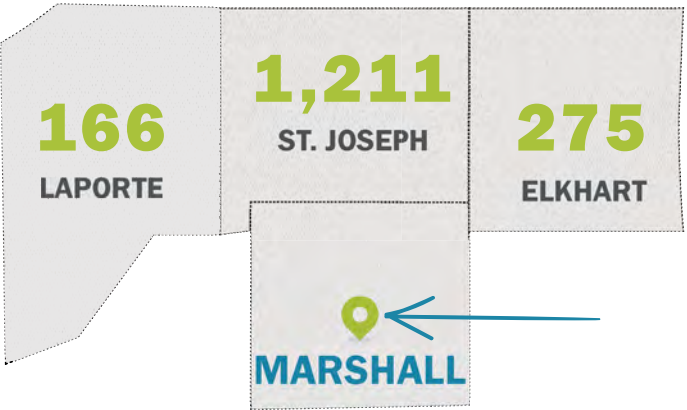 166
LAPORTE
1,211
ST. JOSEPH
275
ELKHART
MARSHALL